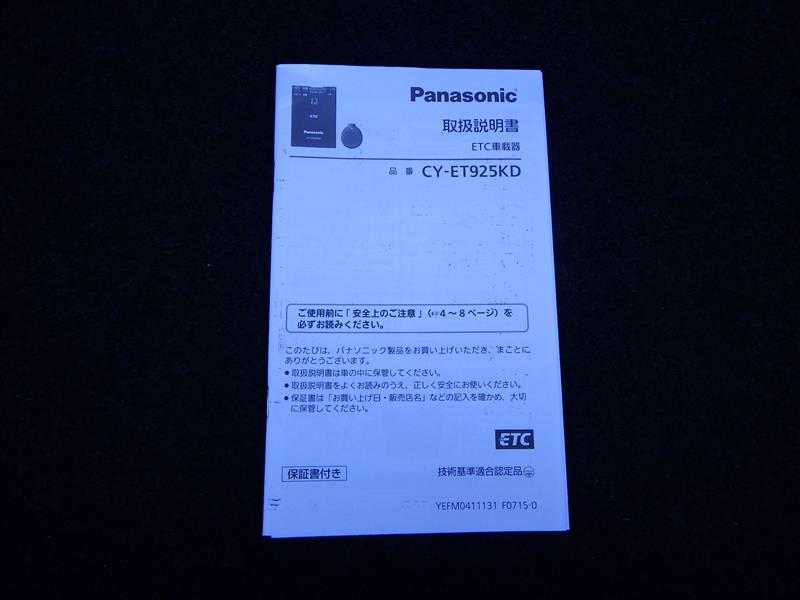 Panasonic
取扱説明書
ETC車載器
品 番 CY-ET925KD
ETC
Panasonic
ご使用前に「安全上のご注意」(☞4～8ページ)を
必ずお読みください。
このたびは、パナソニック製品をお買い上げいただき、まことに
ありがとうございます。
●取扱説明書は車の中に保管してください。
●取扱説明書をよくお読みのうえ、正しく安全にお使いください。
●保証書は「お買い上げ日・販売店名」などの記入を確かめ、大切
に保管してください。
ETC
保証書付き
技術基準適合認定品
YEFM0411131 F0715-0